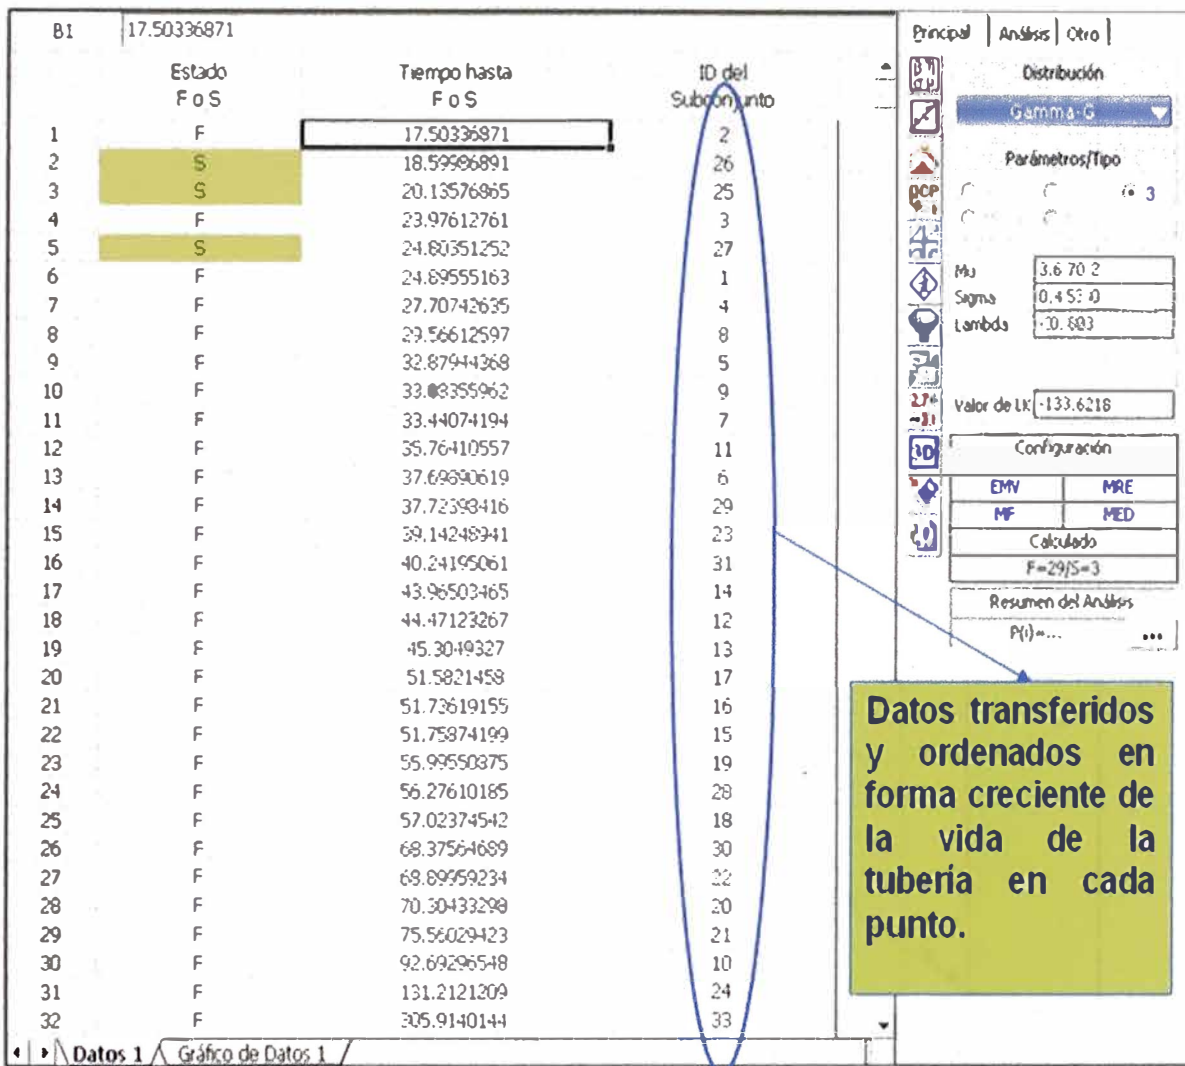 B1 17.50336871
Estado Tiempo hasta ID del
F o S F o S Subconjunto
1 F 17.50336871 2
2 S 18.59986891 26
3 S 20.13576865 25
4 F 23.97612761 3
5 S 24.80351252 27
6 F 24.89555163 1
7 F 27.70742635 4
8 F 29.56612597 8
9 F 32.87944368 5
10 F 9
11 F 33.44074194 7
12 F 35.76410557 11
13 F 37.69890619 6
14 F 37.72393416 29
15 F 39.14248941 23
16 F 40.24195061 31
17 F 43.96503465 14
18 F 44.47123267 12
19 F 45.3049327 13
20 F 51.5821458 17
21 F 51.73619155 16
22 F 51.75874199 15
23 F 55.99550375 19
24 F 56.27610185 28
25 F 57.02374542 18
26 F 68.37564689 30
27 F 68.89959234 22
28 F 70.30433298 20
29 F 75.56029423 21
30 F 92.69296548 10
31 F 131.2121209 24
32 F 305.9140144 33
Datos 1 Gráfico de Datos 1
Principal Análisis Otro
Distribución
Gamma-G
Parámetros/Tipo
3
Mu
Sigma
Lambda
Valor de LK -133.6218
Configuración
EMV MRE
MF MED
Calculado
F=29/S=3
Resumen del Análisis
P(i)=... ...
Datos transferidos
y ordenados en
forma creciente de
la vida de la
tubería en cada
punto.